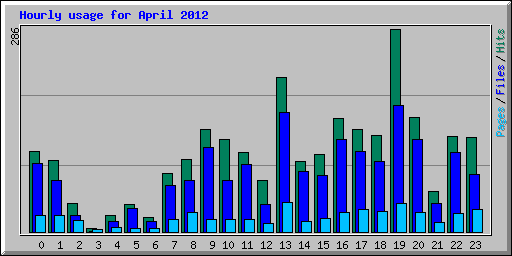 Hourly usage for April 2012
286
Pages / Files / Hits
0 1 2 3 4 5 6 7 8 9 10 11 12 13 14 15 16 17 18 19 20 21 22 23